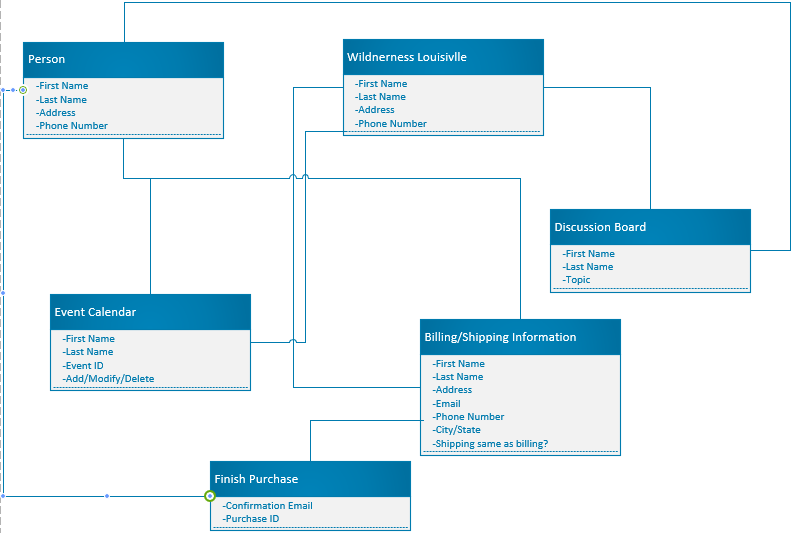 Person
-First Name
-Last Name
-Address
-Phone Number
Wildnerness Louisivlle
-First Name
-Last Name
-Address
-Phone Number
Discussion Board
-First Name
-Last Name
-Topic
Event Calendar
-First Name
-Last Name
-Event ID
-Add/Modify/Delete
Billing/Shipping Information
-First Name
-Last Name
-Address
-Email
-Phone Number
-City/State
-Shipping same as billing?
Finish Purchase
-Confirmation Email
-Purchase ID